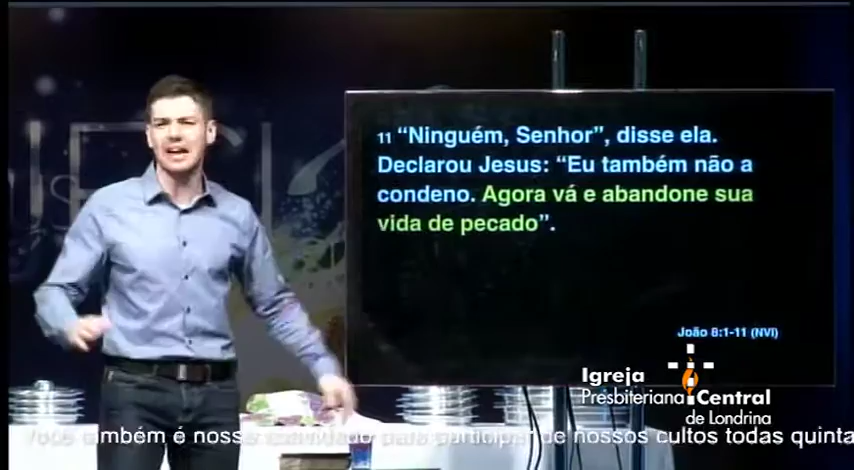 11 “Ninguém, Senhor”, disse ela.
Declarou Jesus: “Eu também não a
condeno. Agora vá e abandone sua
vida de pecado”.
João 8:1-11 (NVI)
Igreja
Presbiteriana Central
de Londrina
Você também é nosso convidado para participar de nossos cultos todas quinta